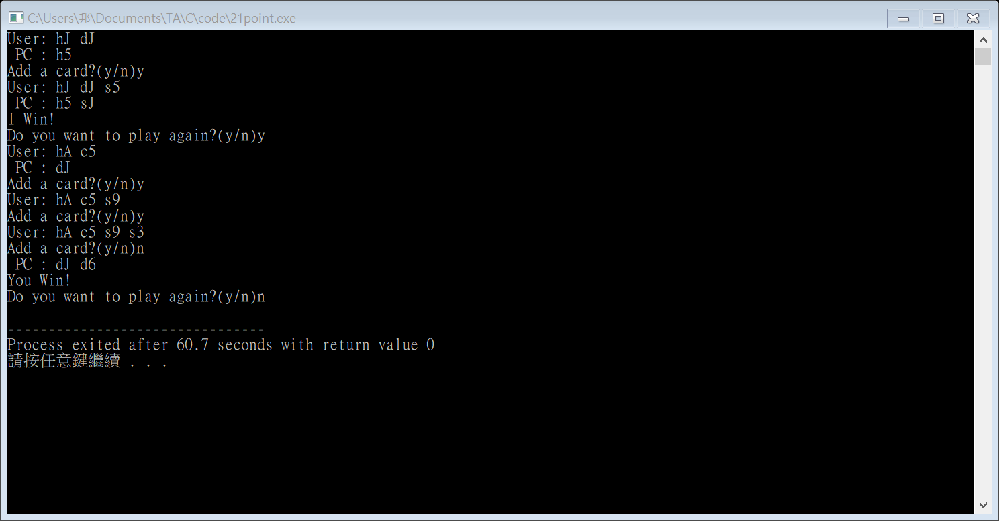 C:\Users\邦\Documents\TA\C\code\21point.exe
User: hJ dJ
 PC : h5
Add a card?(y/n)y
User: hJ dJ s5
 PC : h5 sJ
I Win!
Do you want to play again?(y/n)y
User: hA c5
 PC : dJ
Add a card?(y/n)y
User: hA c5 s9
Add a card?(y/n)y
User: hA c5 s9 s3
Add a card?(y/n)n
 PC : dJ d6
You Win!
Do you want to play again?(y/n)n
--------------------------------
Process exited after 60.7 seconds with return value 0
請按任意鍵繼續 . . .